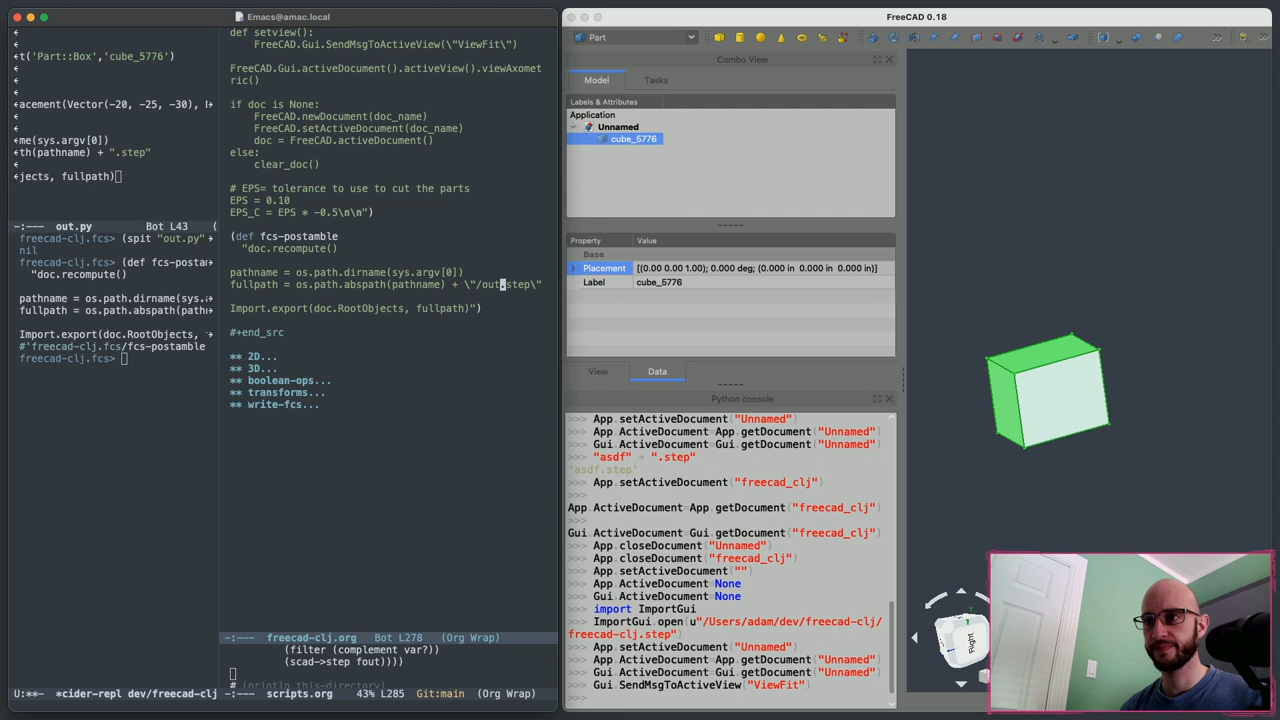 Emacs@amac.local
t('Part::Box','cube_5776')
acement(Vector(-20, -25, -30),
me(sys.argv[0])
th(pathname) + ".step"
jects, fullpath)
-:--- out.py Bot L43 (
freecad-clj.fcs> (spit "out.py"
nil
freecad-clj.fcs> (def fcs-posta
"doc.recompute()
pathname = os.path.dirname(sys.
fullpath = os.path.abspath(path
Import.export(doc.RootObjects,
#'freecad-clj.fcs/fcs-postamble
freecad-clj.fcs>
U:**- *cider-repl dev/freecad-clj
def setview():
FreeCAD.Gui.SendMsgToActiveView(\"ViewFit\")
FreeCAD.Gui.activeDocument().activeView().viewAxomet
ric()
if doc is None:
FreeCAD.newDocument(doc_name)
FreeCAD.setActiveDocument(doc_name)
doc = FreeCAD.activeDocument()
else:
clear_doc()
# EPS= tolerance to use to cut the parts
EPS = 0.10
EPS_C = EPS * -0.5\n\n")
(def fcs-postamble
"doc.recompute()
pathname = os.path.dirname(sys.argv[0])
fullpath = os.path.abspath(pathname) + \"/out.step\"
Import.export(doc.RootObjects, fullpath)")
#+end_src
** 2D...
** 3D...
** boolean-ops...
** transforms...
** write-fcs...
-:--- freecad-clj.org Bot L278 (Org Wrap)
(filter (complement var?))
(scad->step fout))))
# (println this-directory)
-:--- scripts.org 43% L285 Git:main (Org Wrap)
FreeCAD 0.18
Part
Combo View
Model Tasks
Labels & Attributes
Application
Unnamed
cube_5776
Property Value
Base
Placement [(0.00 0.00 1.00); 0.000 deg; (0.000 in 0.000 in 0.000 in)]
Label cube_5776
View Data
Python console
>>> App.setActiveDocument("Unnamed")
>>> App.ActiveDocument=App.getDocument("Unnamed")
>>> Gui.ActiveDocument=Gui.getDocument("Unnamed")
>>> "asdf" + ".step"
'asdf.step'
>>> App.setActiveDocument("freecad_clj")
>>>
App.ActiveDocument=App.getDocument("freecad_clj")
>>>
Gui.ActiveDocument=Gui.getDocument("freecad_clj")
>>> App.closeDocument("Unnamed")
>>> App.closeDocument("freecad_clj")
>>> App.setActiveDocument("")
>>> App.ActiveDocument=None
>>> Gui.ActiveDocument=None
>>> import ImportGui
>>> ImportGui.open(u"/Users/adam/dev/freecad-clj/
freecad-clj.step")
>>> App.setActiveDocument("Unnamed")
>>> App.ActiveDocument=App.getDocument("Unnamed")
>>> Gui.ActiveDocument=Gui.getDocument("Unnamed")
>>> Gui.SendMsgToActiveView("ViewFit")
>>>
Right
Y